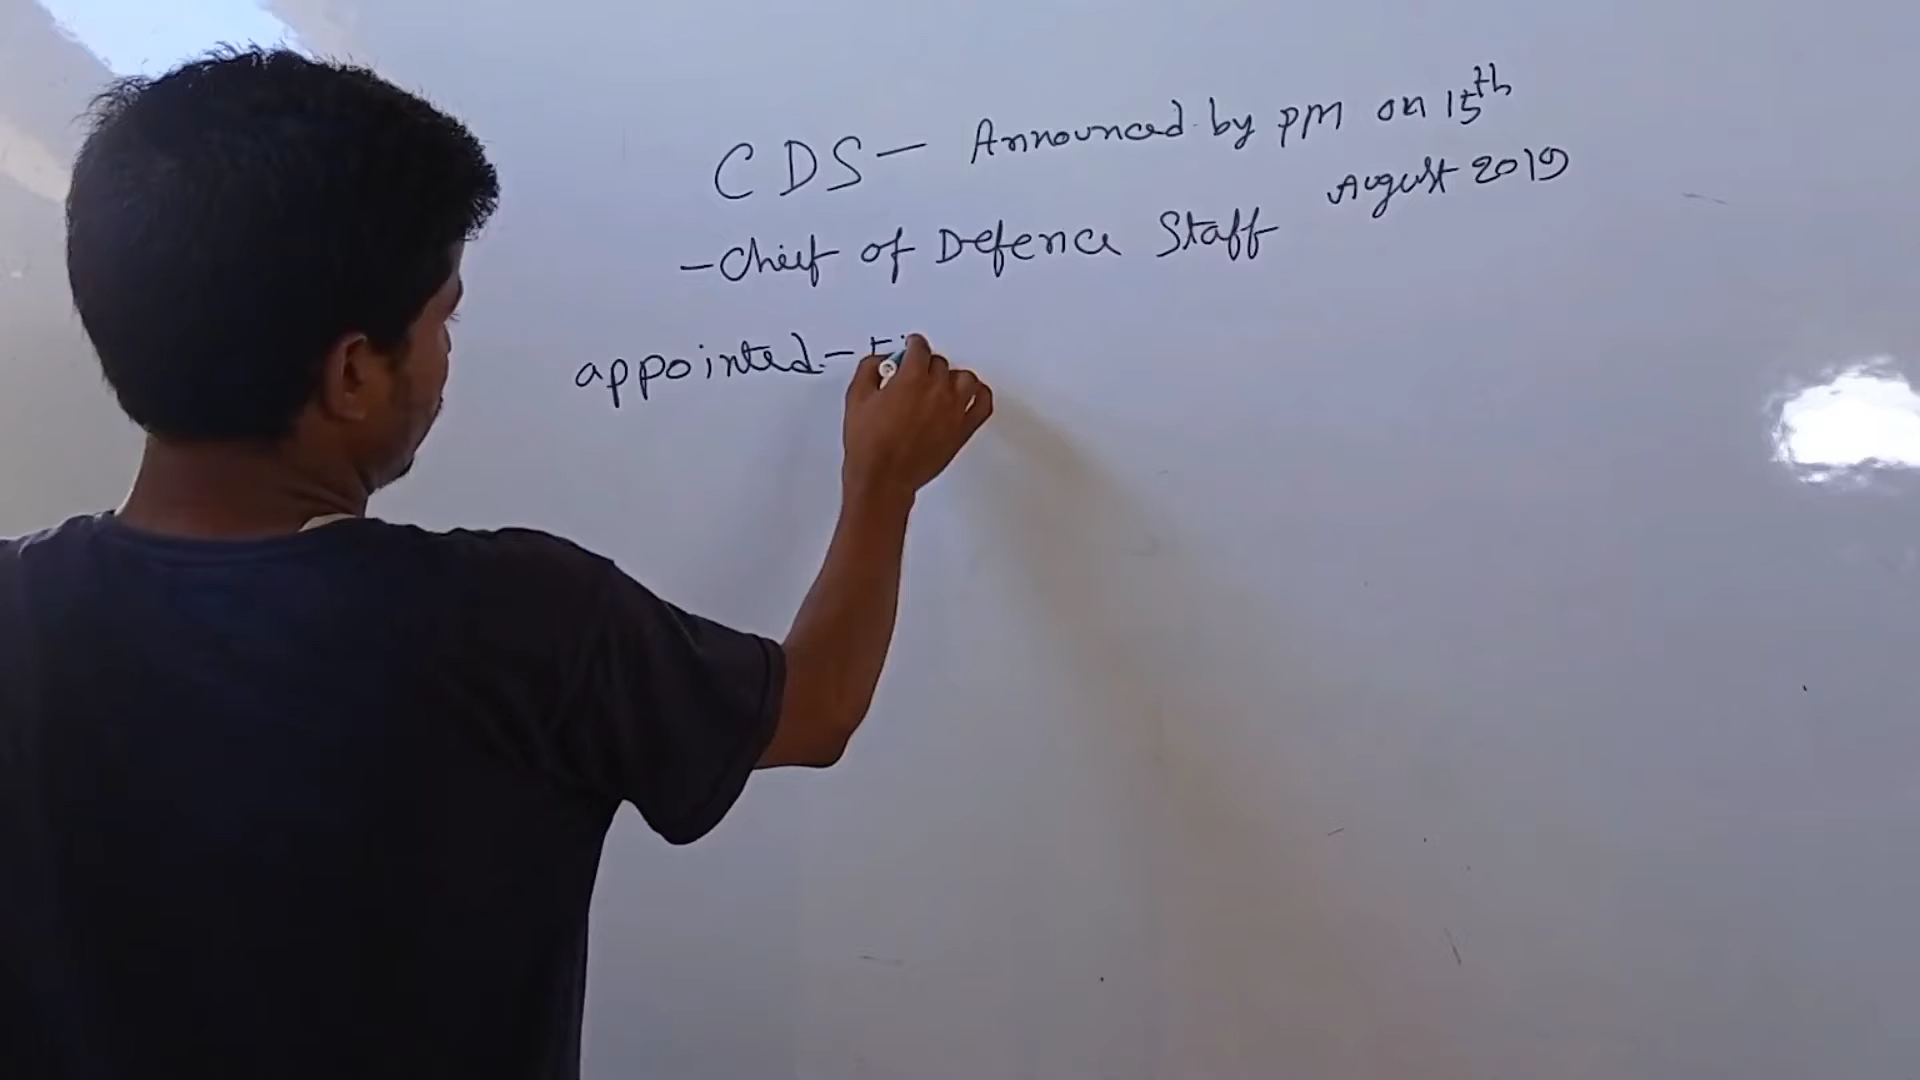 CDS - Announced by PM on 15th
August 2019
- Chief of Defence Staff
appointed -